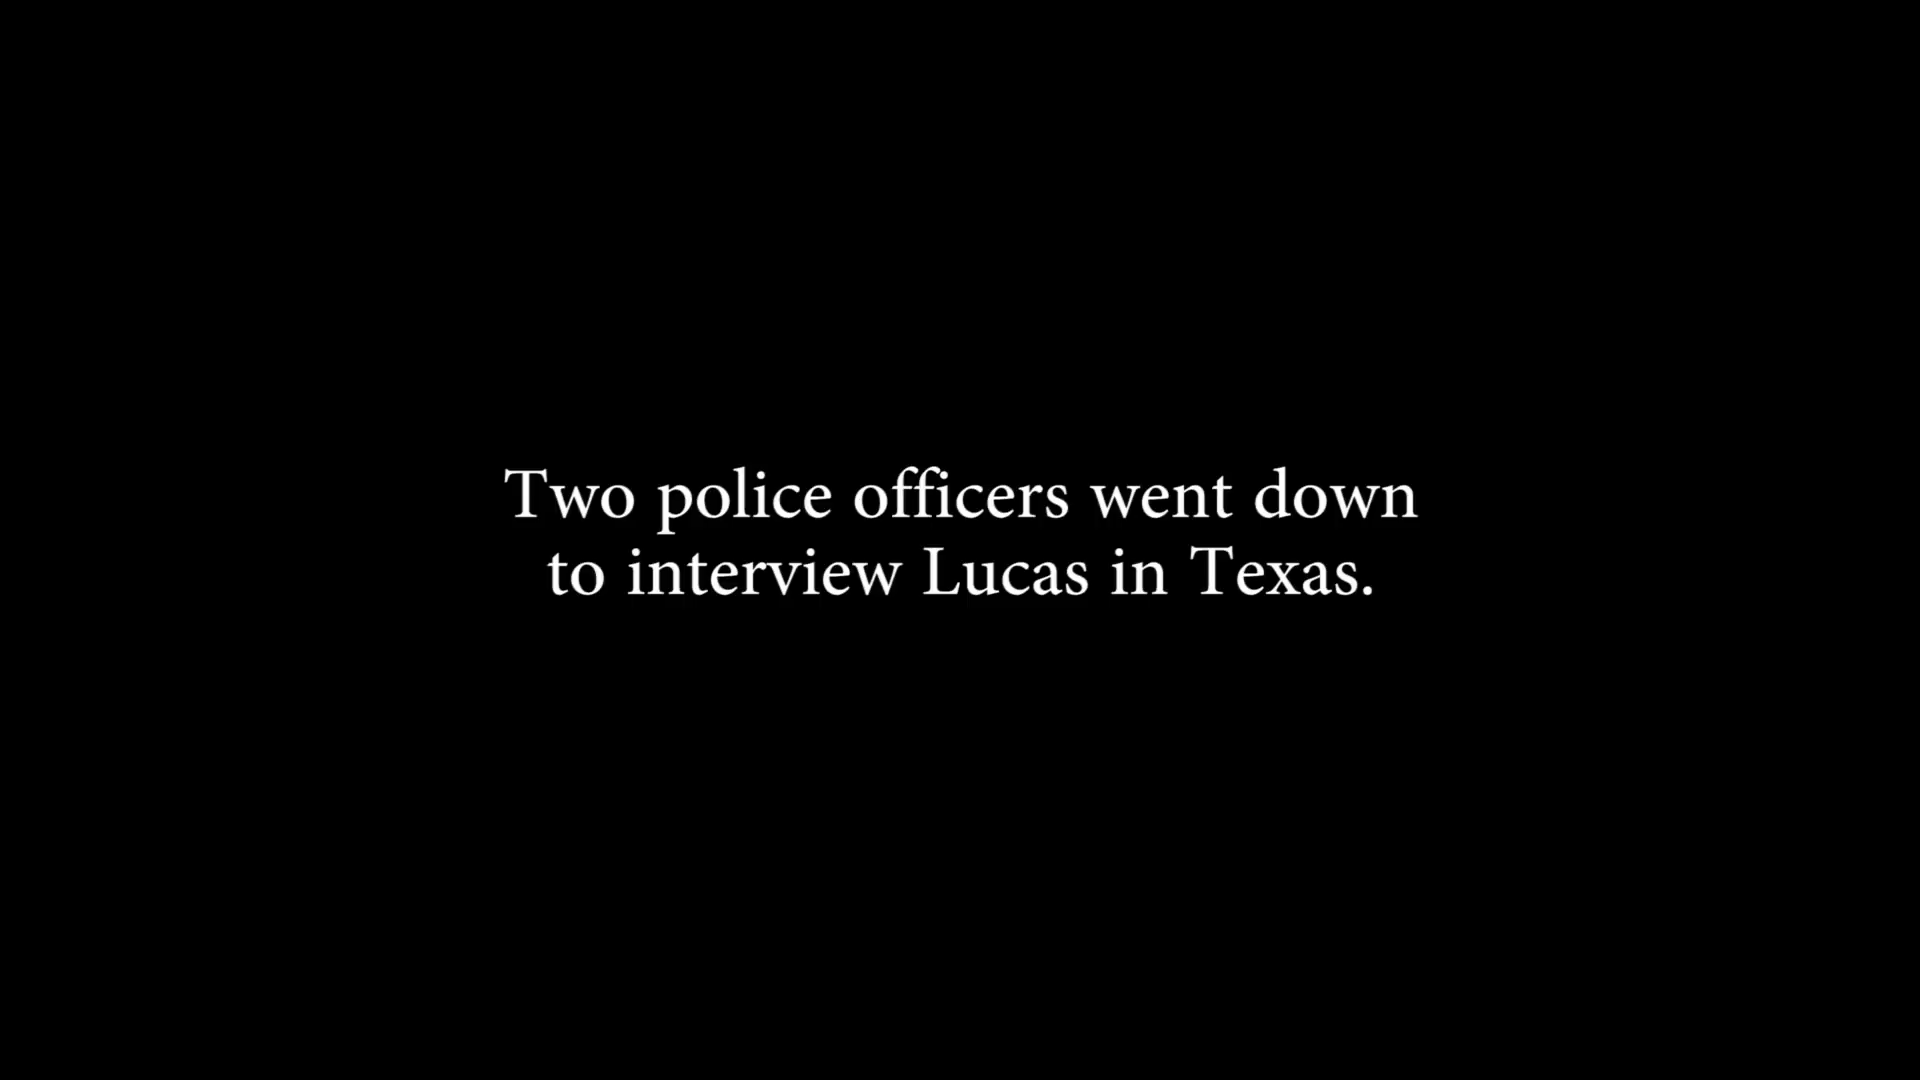 Two police officers went down
to interview Lucas in Texas.